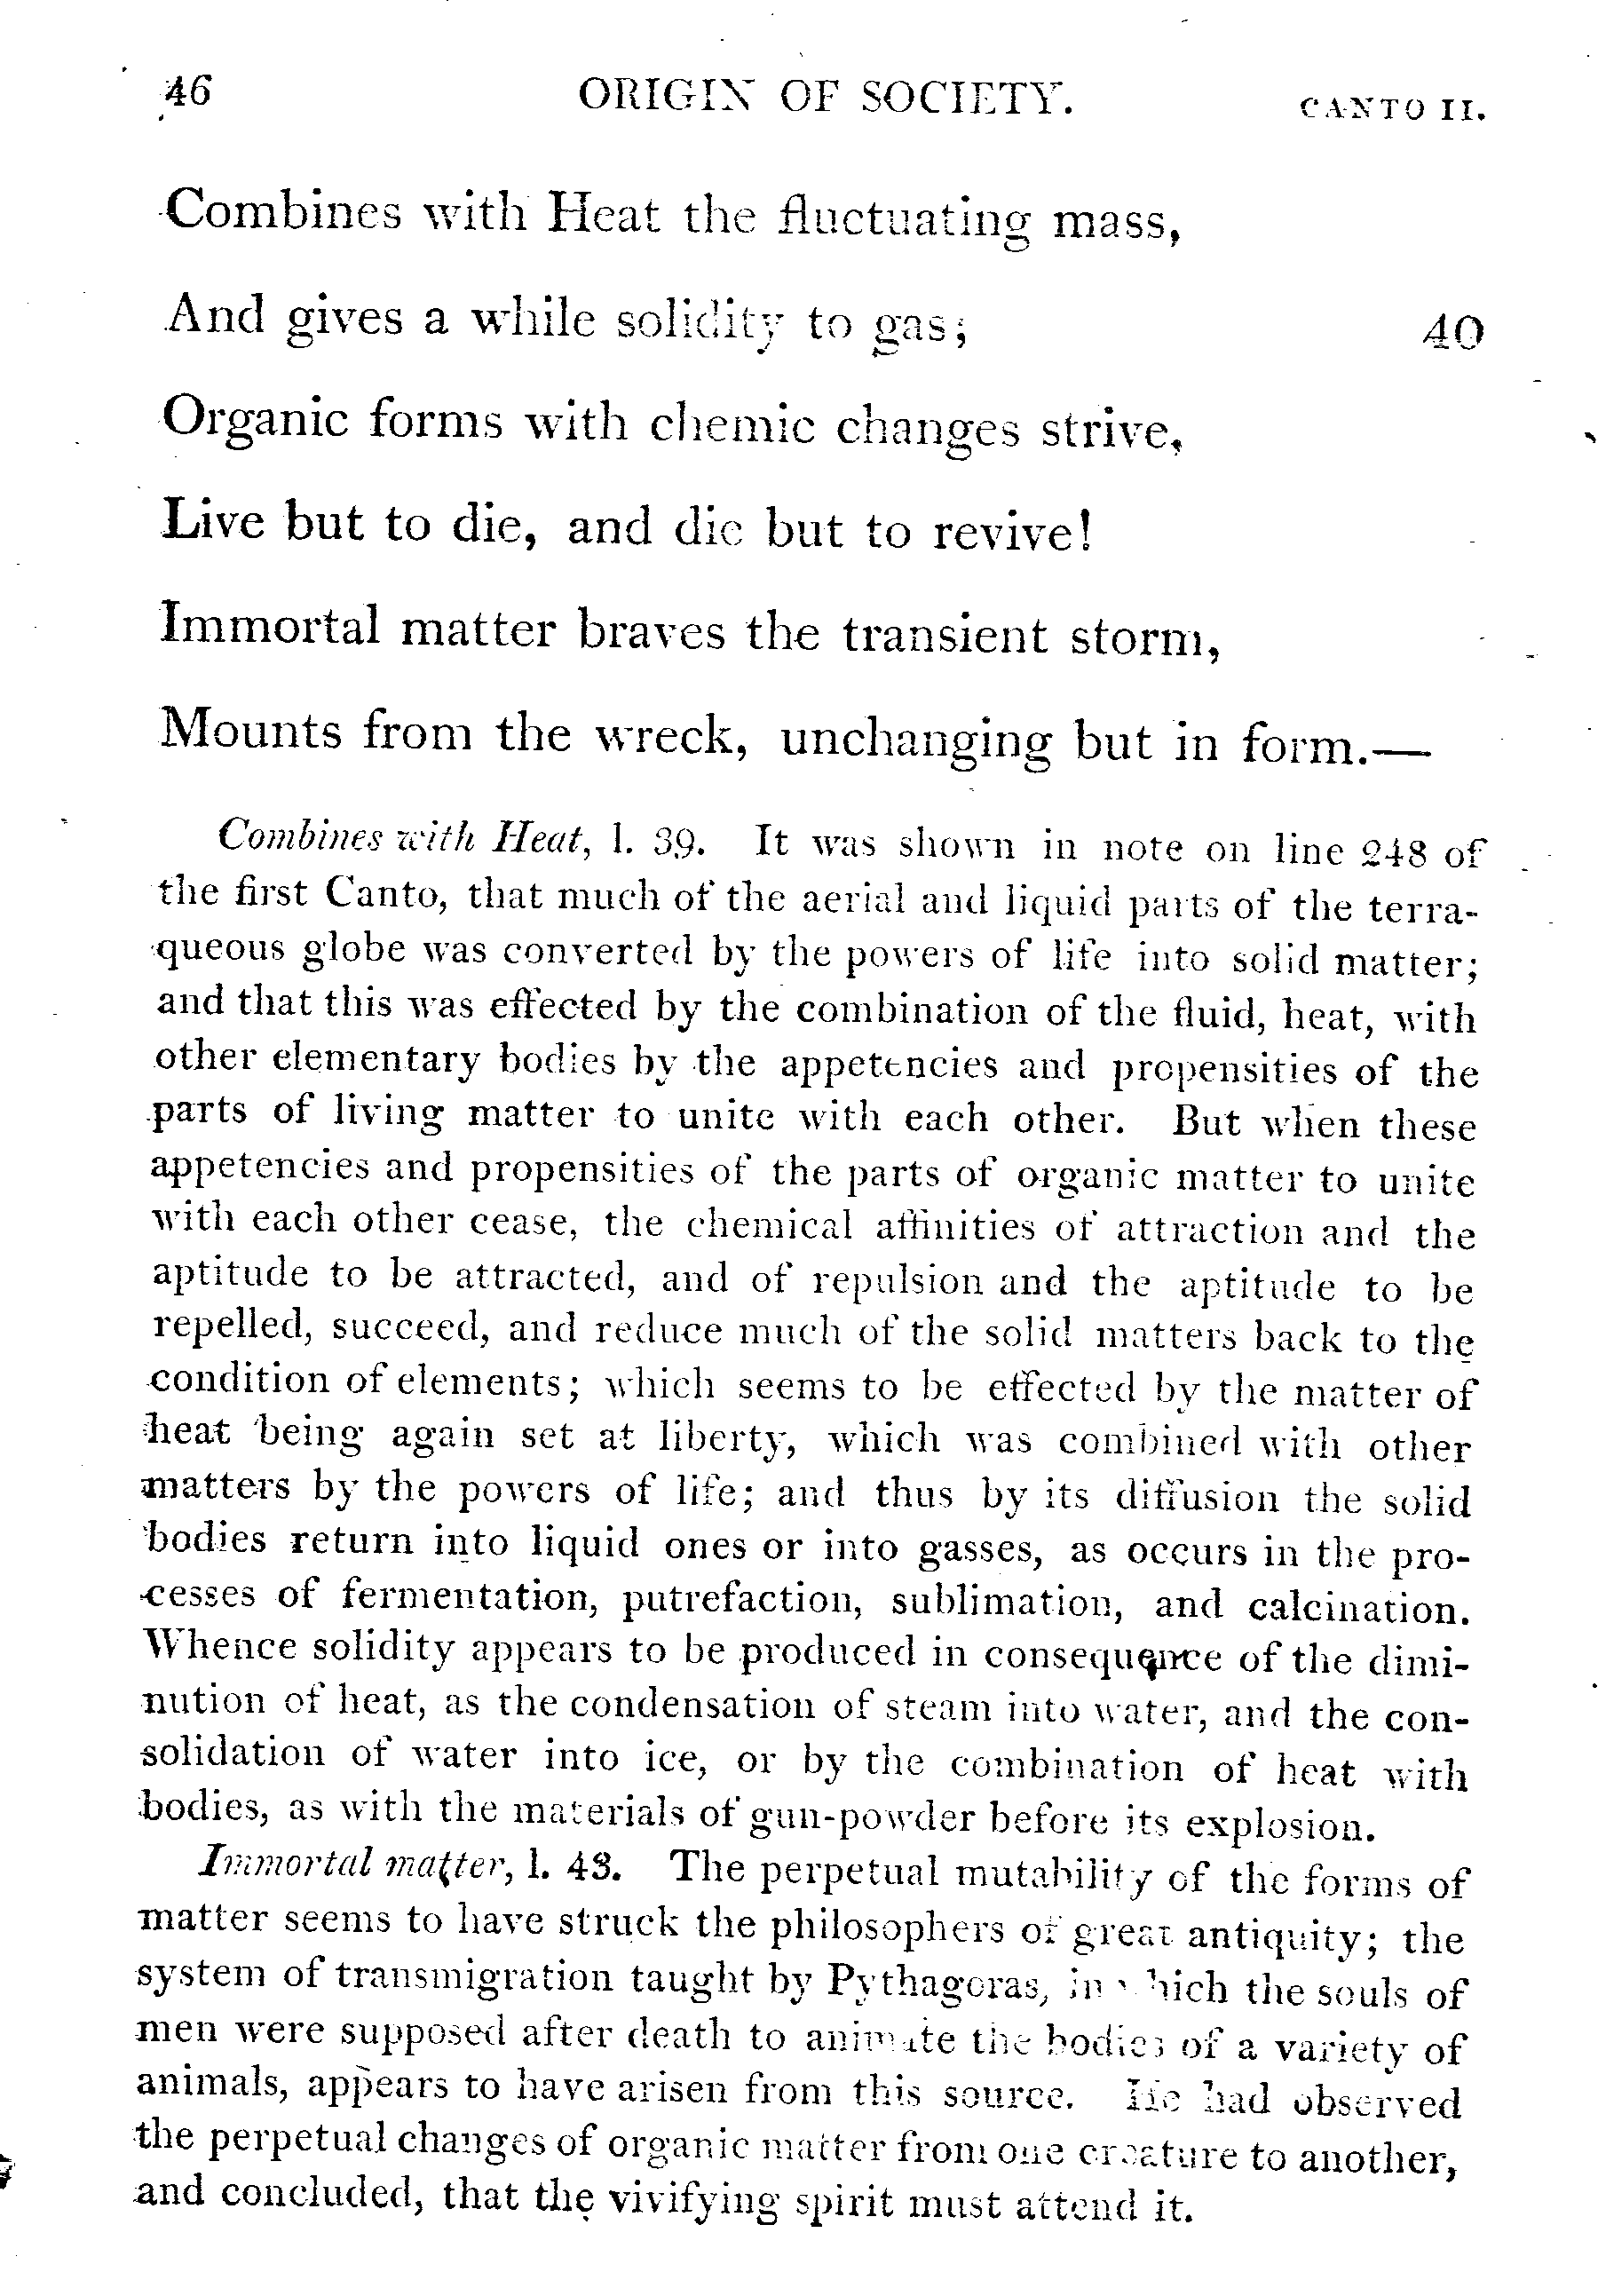 46 ORIGIN OF SOCIETY. CANTO II.
Combines with Heat the fluctuating mass,
And gives a while solidity to gas; 40
Organic forms with chemic changes strive,
Live but to die, and die but to revive!
Immortal matter braves the transient storm,
Mounts from the wreck, unchanging but in form.—
Combines with Heat, l. 39. It was shown in note on line 248 of
the first Canto, that much of the aerial and liquid parts of the terra-
queous globe was converted by the powers of life into solid matter;
and that this was effected by the combination of the fluid, heat, with
other elementary bodies by the appetencies and propensities of the
parts of living matter to unite with each other. But when these
appetencies and propensities of the parts of organic matter to unite
with each other cease, the chemical affinities of attraction and the
aptitude to be attracted, and of repulsion and the aptitude to be
repelled, succeed, and reduce much of the solid matters back to the
condition of elements; which seems to be effected by the matter of
heat being again set at liberty, which was combined with other
matters by the powers of life; and thus by its diffusion the solid
bodies return into liquid ones or into gasses, as occurs in the pro-
cesses of fermentation, putrefaction, sublimation, and calcination.
Whence solidity appears to be produced in consequence of the dimi-
nution of heat, as the condensation of steam into water, and the con-
solidation of water into ice, or by the combination of heat with
bodies, as with the materials of gun-powder before its explosion.
Immortal matter, l. 43. The perpetual mutability of the forms of
matter seems to have struck the philosophers of great antiquity; the
system of transmigration taught by Pythagoras, in which the souls of
men were supposed after death to animate the bodies of a variety of
animals, appears to have arisen from this source. He had observed
the perpetual changes of organic matter from one creature to another,
and concluded, that the vivifying spirit must attend it.